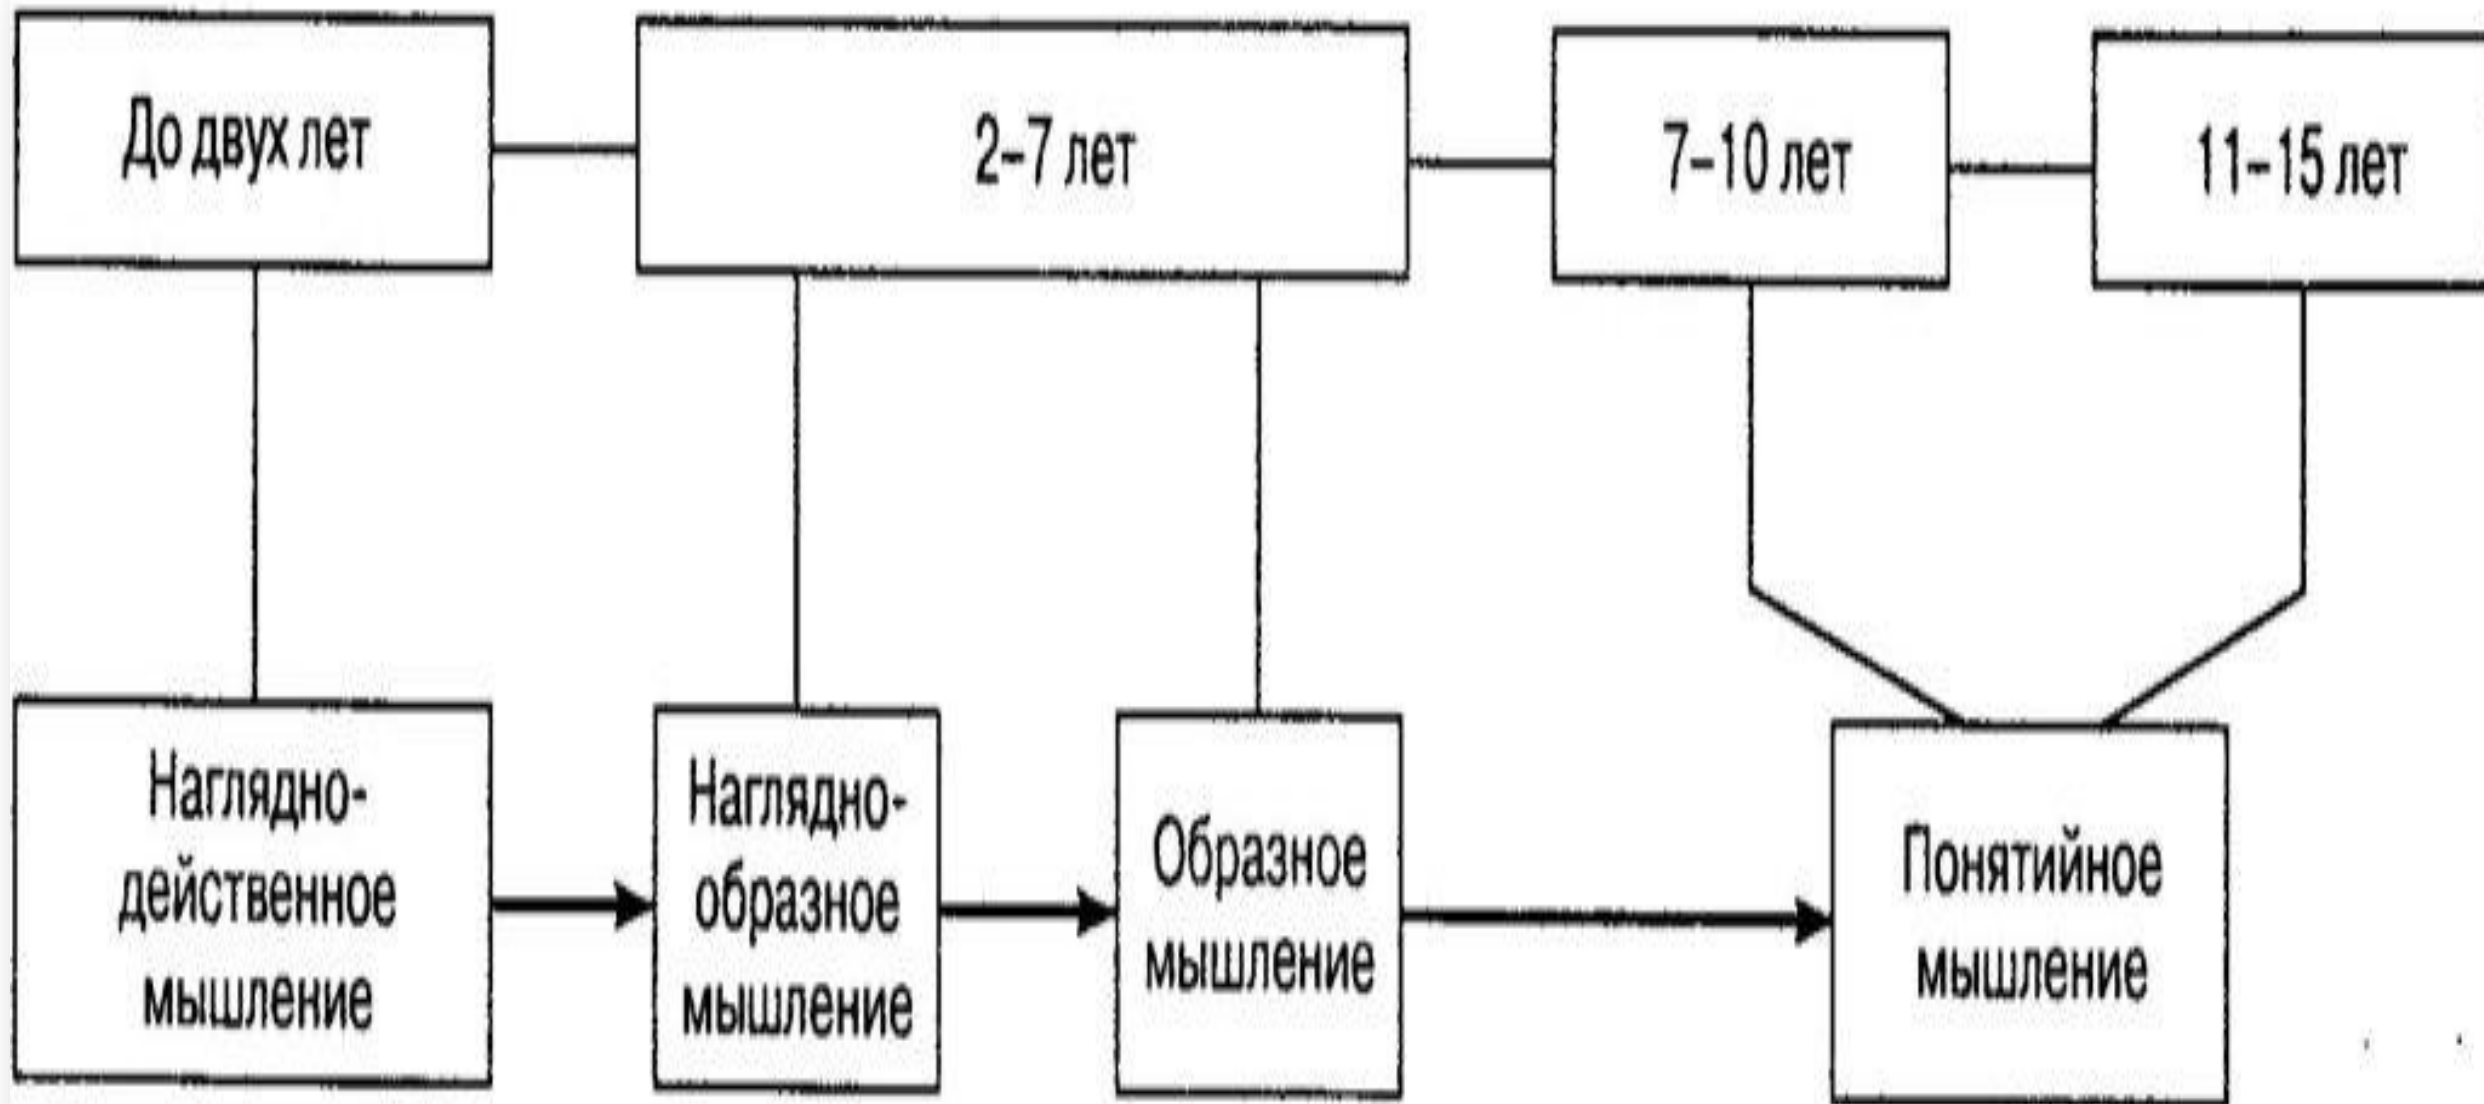 До двух лет
2–7 лет
7–10 лет
11–15 лет
Наглядно-
действенное
мышление
Наглядно-
образное
мышление
Образное
мышление
Понятийное
мышление